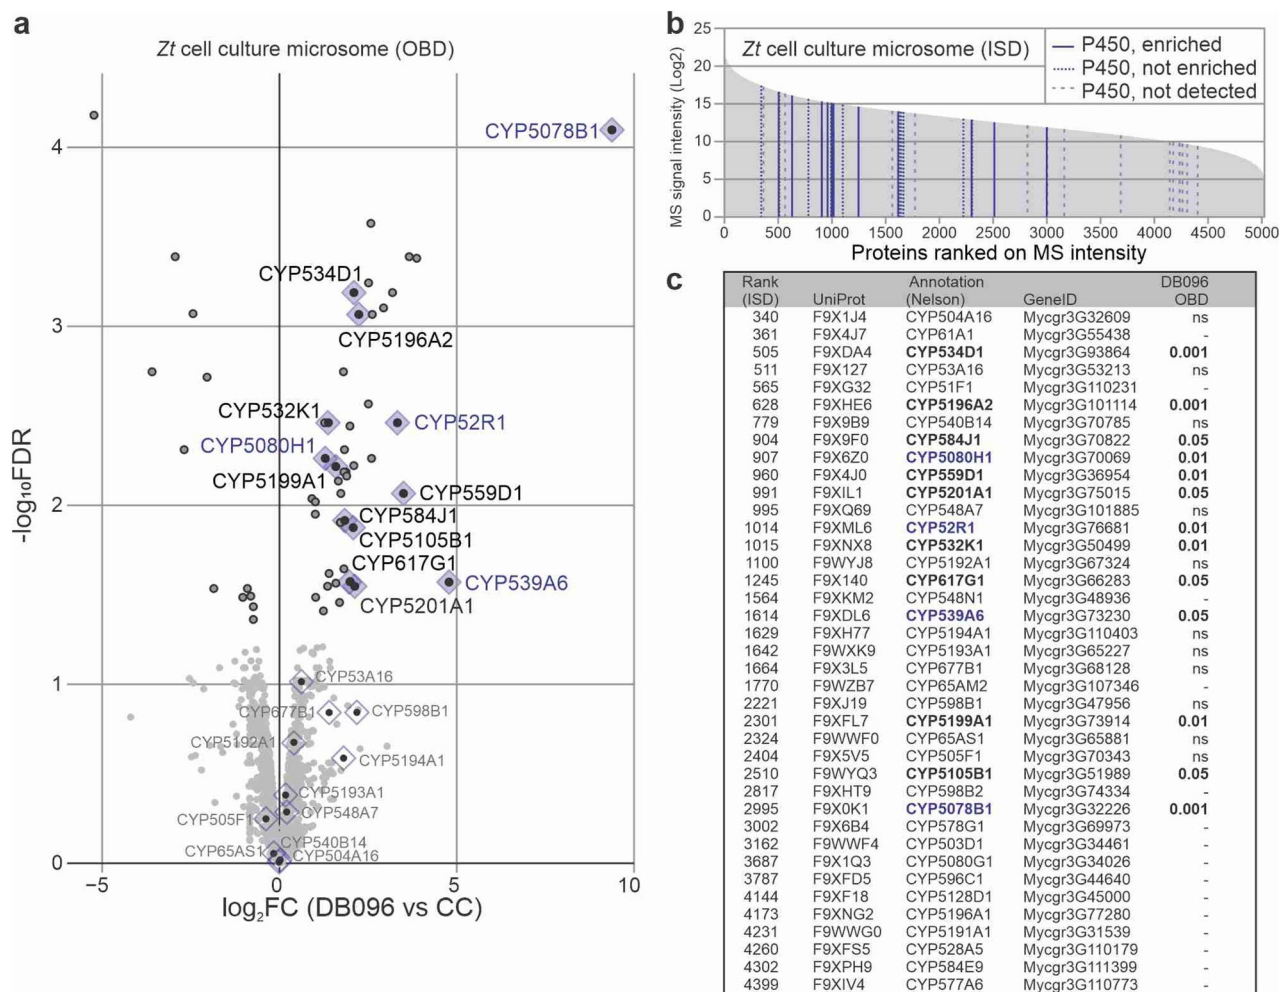 a
Zt cell culture microsome (OBD)
4
3
2
1
0
-log₁₀FDR
CYP5078B1
CYP534D1
CYP5196A2
CYP532K1
CYP52R1
CYP5080H1
CYP5199A1
CYP559D1
CYP584J1
CYP5105B1
CYP617G1
CYP539A6
CYP5201A1
CYP53A16
CYP677B1
CYP598B1
CYP5192A1
CYP5194A1
CYP5193A1
CYP548A7
CYP505F1
CYP540B14
CYP65AS1
CYP504A16
−5 0 5 10
log₂FC (DB096 vs CC)
b
Zt cell culture microsome (ISD)
P450, enriched
P450, not enriched
P450, not detected
MS signal intensity (Log2)
25
20
15
10
5
0
0 500 1000 1500 2000 2500 3000 3500 4000 4500 5000
Proteins ranked on MS intensity
c
Rank Annotation DB096
(ISD) UniProt (Nelson) GeneID OBD
340 F9X1J4 CYP504A16 Mycgr3G32609 ns
361 F9X4J7 CYP61A1 Mycgr3G55438 -
505 F9XDA4 CYP534D1 Mycgr3G93864 0.001
511 F9X127 CYP53A16 Mycgr3G53213 ns
565 F9XG32 CYP51F1 Mycgr3G110231 -
628 F9XHE6 CYP5196A2 Mycgr3G101114 0.001
779 F9X9B9 CYP540B14 Mycgr3G70785 ns
904 F9X9F0 CYP584J1 Mycgr3G70822 0.05
907 F9X6Z0 CYP5080H1 Mycgr3G70069 0.01
960 F9X4J0 CYP559D1 Mycgr3G36954 0.01
991 F9XIL1 CYP5201A1 Mycgr3G75015 0.05
995 F9XQ69 CYP548A7 Mycgr3G101885 ns
1014 F9XML6 CYP52R1 Mycgr3G76681 0.01
1015 F9XNX8 CYP532K1 Mycgr3G50499 0.01
1100 F9WYJ8 CYP5192A1 Mycgr3G67324 ns
1245 F9X140 CYP617G1 Mycgr3G66283 0.05
1564 F9XKM2 CYP548N1 Mycgr3G48936 -
1614 F9XDL6 CYP539A6 Mycgr3G73230 0.05
1629 F9XH77 CYP5194A1 Mycgr3G110403 ns
1642 F9WXK9 CYP5193A1 Mycgr3G65227 ns
1664 F9X3L5 CYP677B1 Mycgr3G68128 ns
1770 F9WZB7 CYP65AM2 Mycgr3G107346 -
2221 F9XJ19 CYP598B1 Mycgr3G47956 ns
2301 F9XFL7 CYP5199A1 Mycgr3G73914 0.01
2324 F9WWF0 CYP65AS1 Mycgr3G65881 ns
2404 F9X5V5 CYP505F1 Mycgr3G70343 ns
2510 F9WYQ3 CYP5105B1 Mycgr3G51989 0.05
2817 F9XHT9 CYP598B2 Mycgr3G74334 -
2995 F9X0K1 CYP5078B1 Mycgr3G32226 0.001
3002 F9X6B4 CYP578G1 Mycgr3G69973 -
3162 F9WWF4 CYP503D1 Mycgr3G34461 -
3687 F9X1Q3 CYP5080G1 Mycgr3G34026 -
3787 F9XFD5 CYP596C1 Mycgr3G44640 -
4144 F9XF18 CYP5128D1 Mycgr3G45000 -
4173 F9XNG2 CYP5196A1 Mycgr3G77280 -
4231 F9WWG0 CYP5191A1 Mycgr3G31539 -
4260 F9XFS5 CYP528A5 Mycgr3G110179 -
4302 F9XPH9 CYP584E9 Mycgr3G111399 -
4399 F9XIV4 CYP577A6 Mycgr3G110773 -